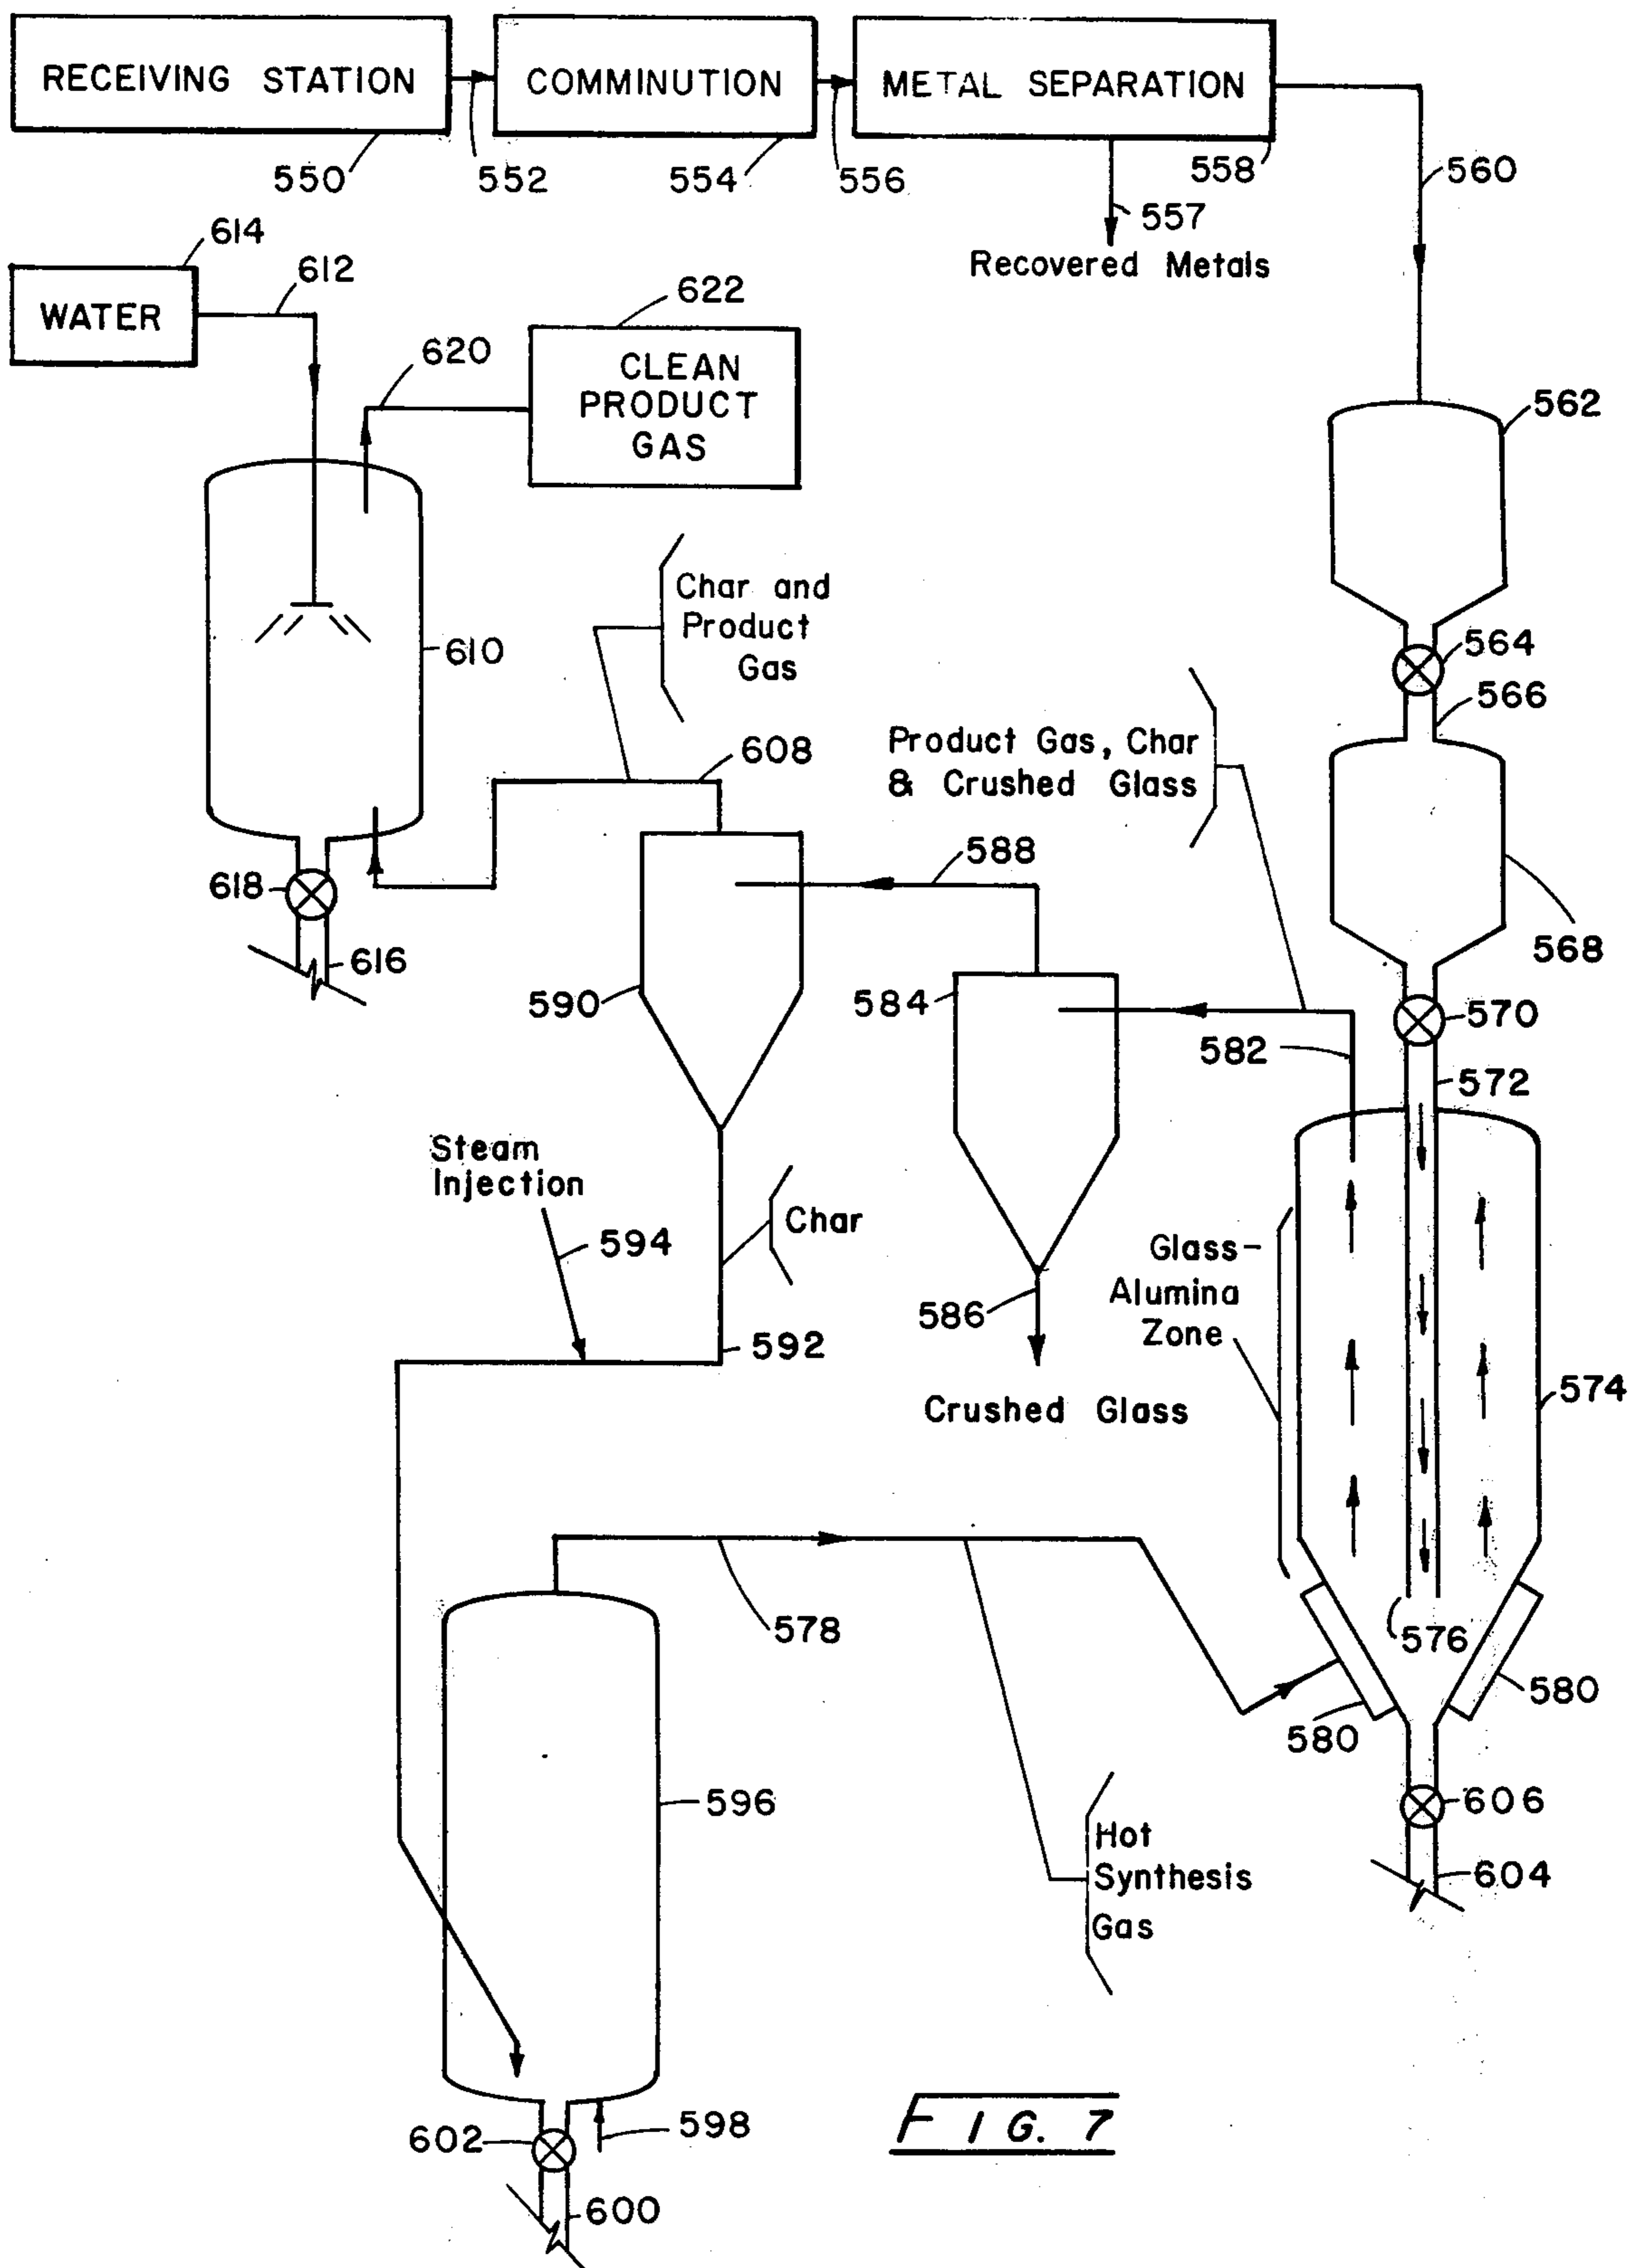 RECEIVING STATION
COMMINUTION
METAL SEPARATION
550
552
554
556
558
560
557
Recovered Metals
614
612
WATER
622
620
CLEAN
PRODUCT
GAS
562
Char and
Product
Gas
610
564
566
Product Gas, Char
& Crushed Glass
608
588
618
616
590
584
568
570
582
572
Steam
Injection
594
Char
592
586
Crushed Glass
Glass-
Alumina
Zone
574
578
576
580
580
596
606
604
Hot
Synthesis
Gas
598
602
600
FIG. 7